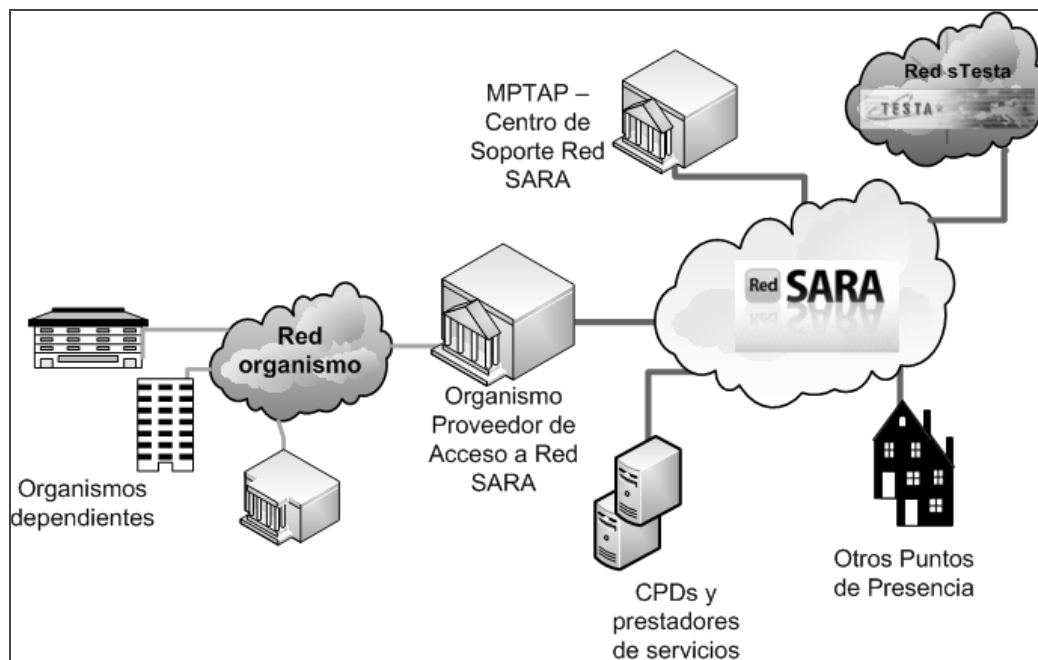 MPTAP –
Centro de
Soporte Red
SARA
Red sTesta
TESTA
Red SARA
Red
organismo
Organismo
Proveedor de
Acceso a Red
SARA
Organismos
dependientes
CPDs y
prestadores
de servicios
Otros Puntos
de Presencia